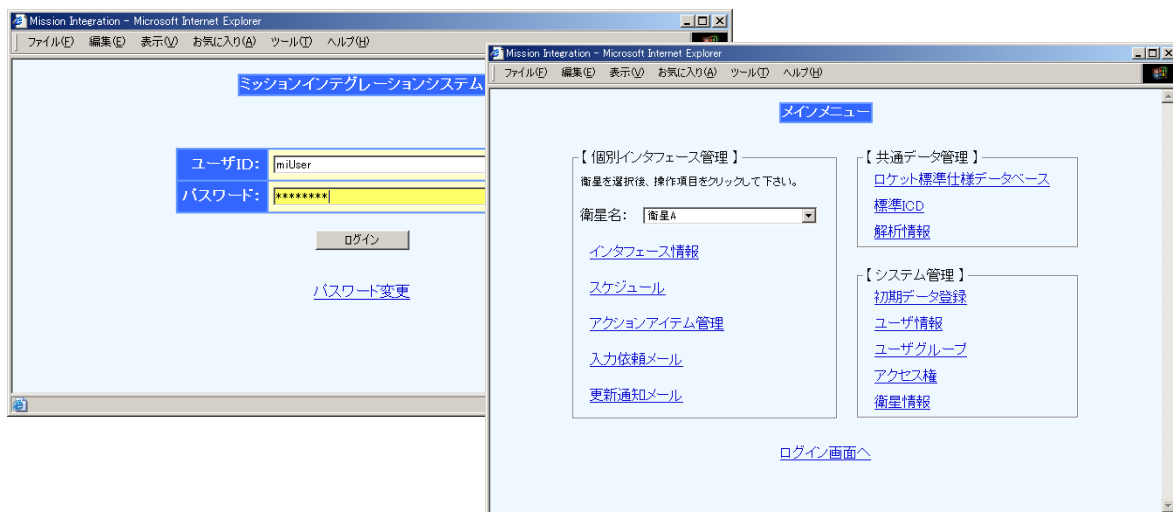 Mission Integration - Microsoft Internet Explorer
ファイル(F) 編集(E) 表示(V) お気に入り(A) ツール(T) ヘルプ(H)
ミッションインテグレーションシステム
ユーザID: miUser
パスワード: ********
ログイン
パスワード変更
Mission Integration - Microsoft Internet Explorer
ファイル(F) 編集(E) 表示(V) お気に入り(A) ツール(T) ヘルプ(H)
メインメニュー
【 個別インタフェース管理 】
衛星を選択後、操作項目をクリックして下さい。
衛星名: 衛星A
インタフェース情報
スケジュール
アクションアイテム管理
入力依頼メール
更新通知メール
【 共通データ管理 】
ロケット標準仕様データベース
標準ICD
解析情報
【 システム管理 】
初期データ登録
ユーザ情報
ユーザグループ
アクセス権
衛星情報
ログイン画面へ